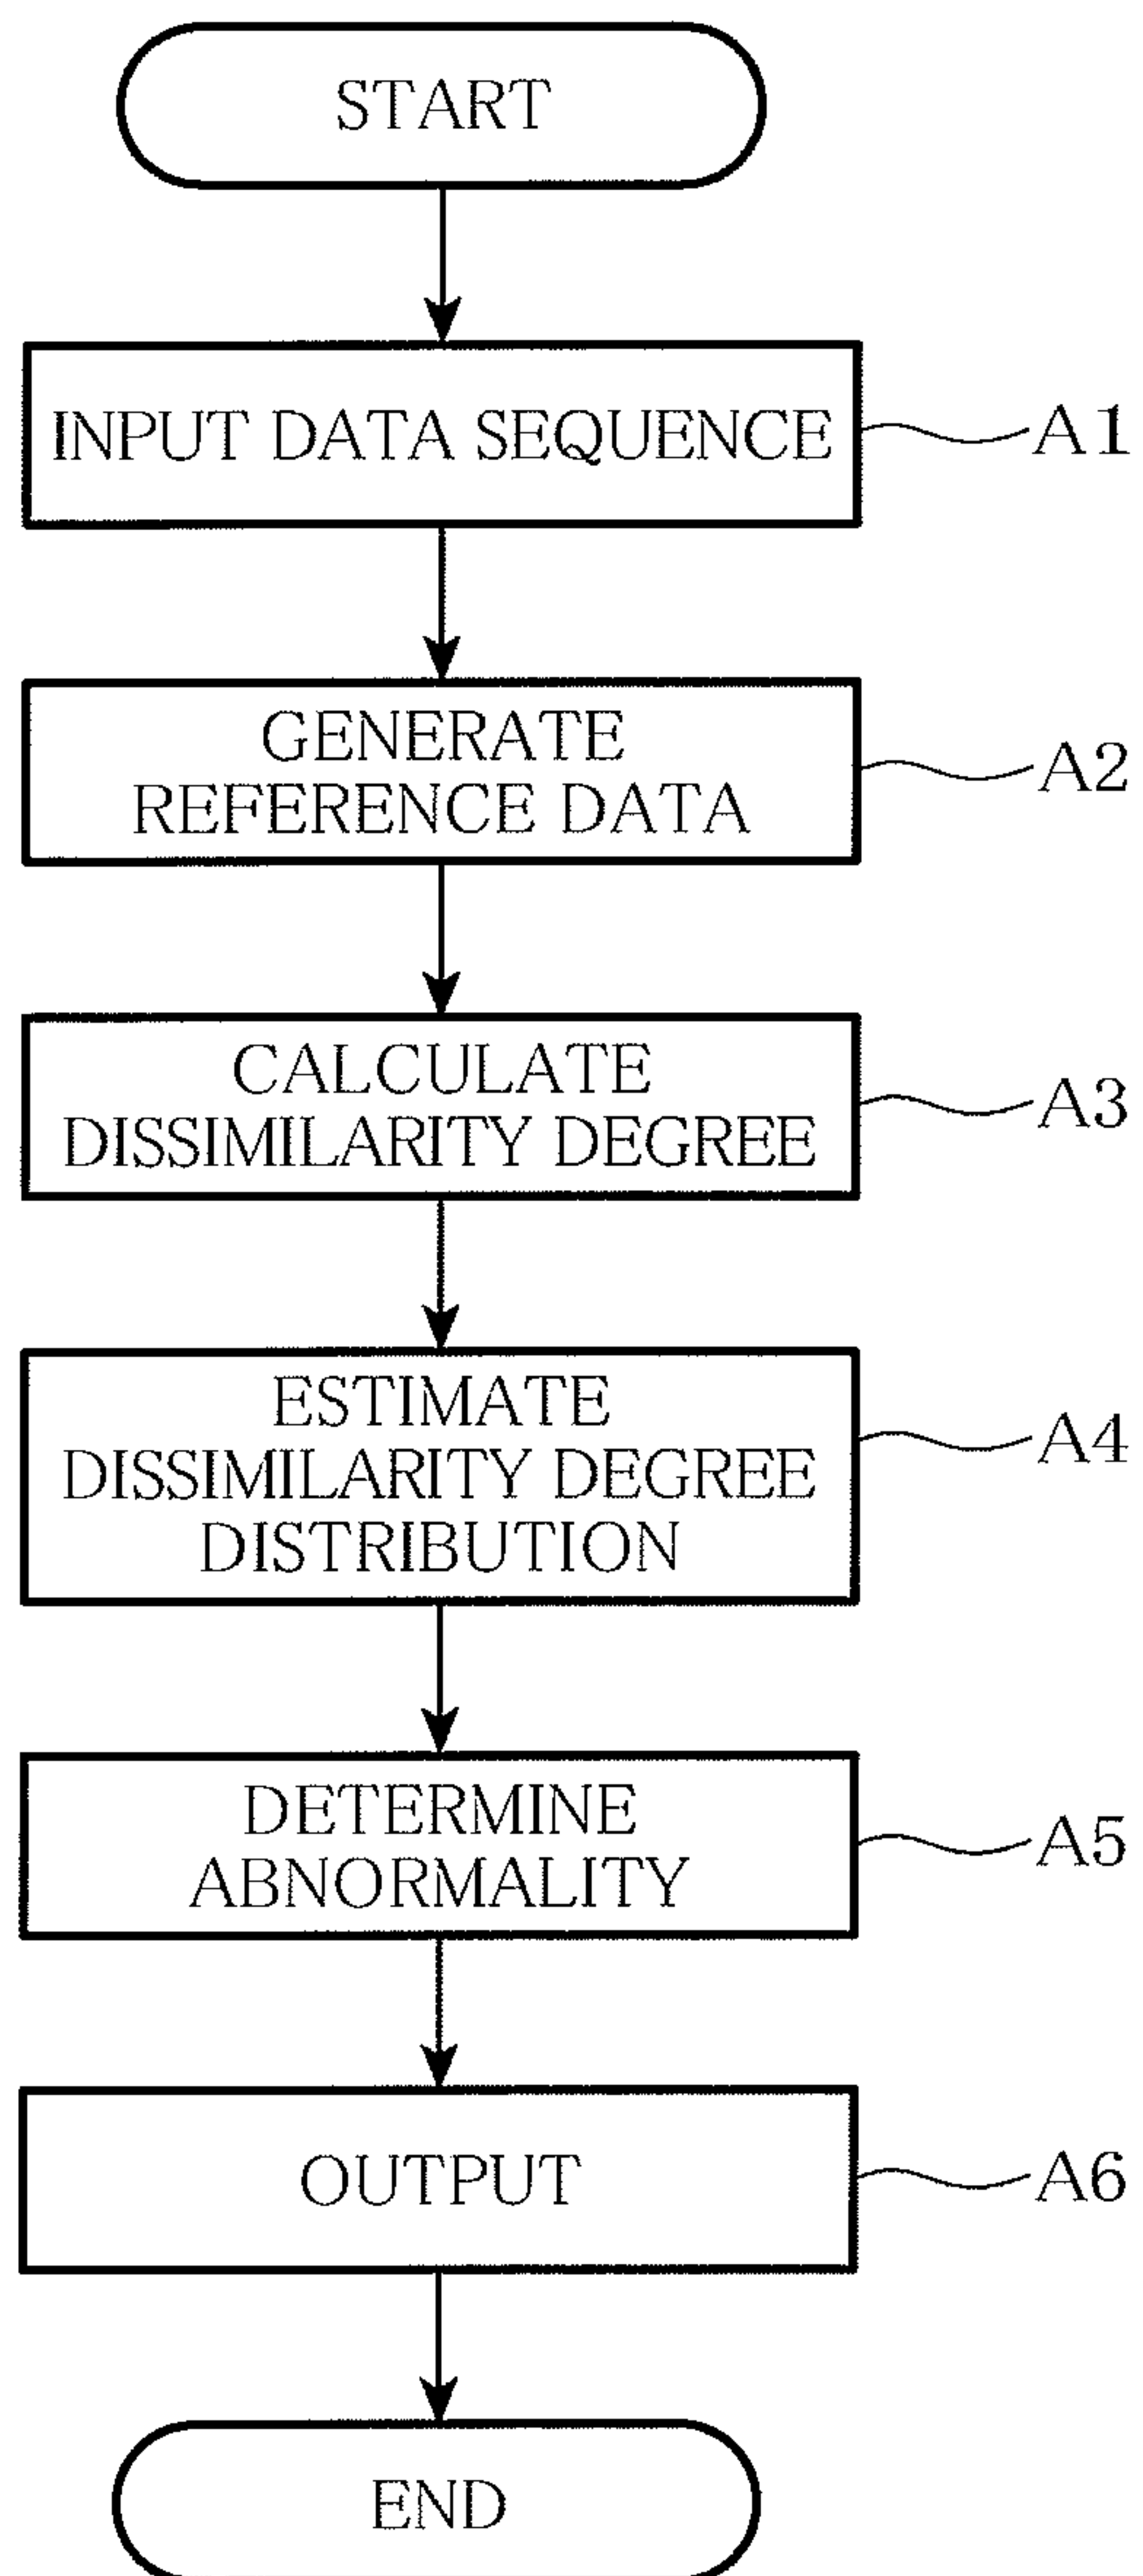 START
INPUT DATA SEQUENCE
A1
GENERATE
REFERENCE DATA
A2
CALCULATE
DISSIMILARITY DEGREE
A3
ESTIMATE
DISSIMILARITY DEGREE
DISTRIBUTION
A4
DETERMINE
ABNORMALITY
A5
OUTPUT
A6
END